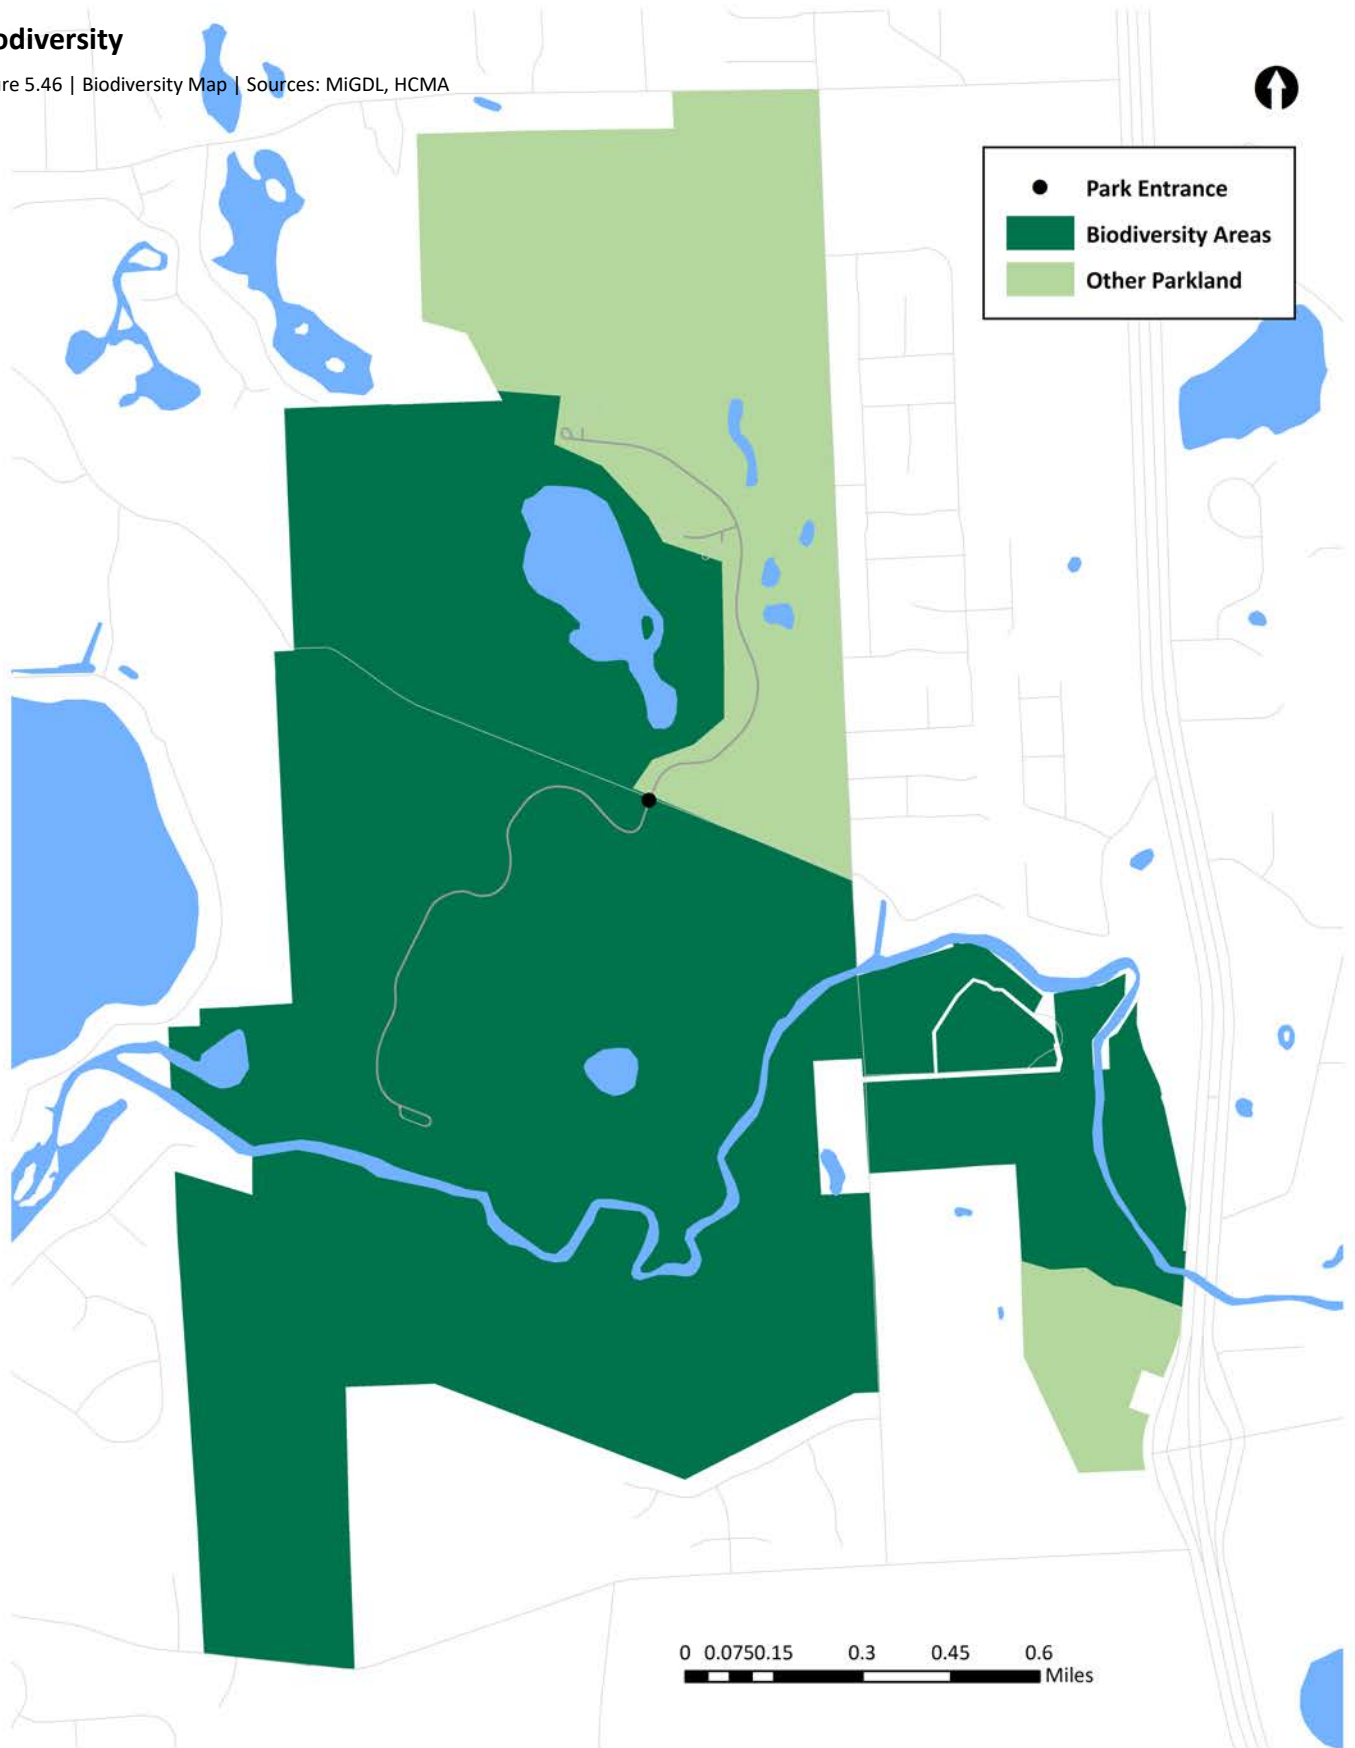 odiversity
re 5.46 | Biodiversity Map | Sources: MiGDL, HCMA
Park Entrance
Biodiversity Areas
Other Parkland
0 0.0750.15 0.3 0.45 0.6
Miles